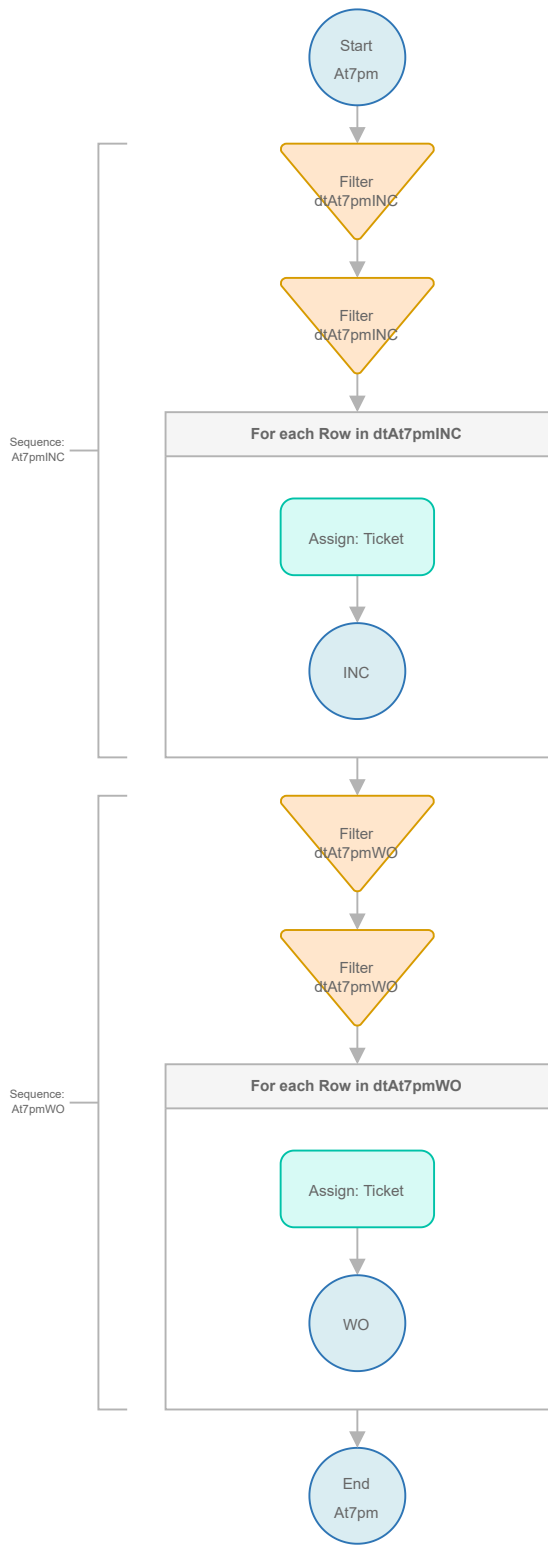 Start
At7pm
Filter
dtAt7pmINC
Filter
dtAt7pmINC
For each Row in dtAt7pmINC
Sequence:
At7pmINC
Assign: Ticket
INC
Filter
dtAt7pmWO
Filter
dtAt7pmWO
For each Row in dtAt7pmWO
Sequence:
At7pmWO
Assign: Ticket
WO
End
At7pm